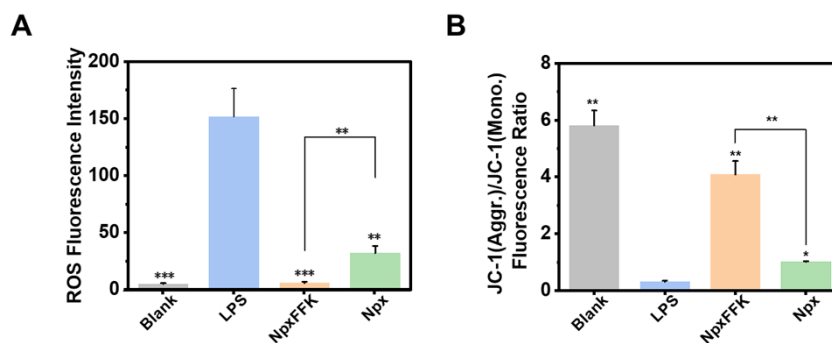 A
ROS Fluorescence Intensity
200
150
100
50
0
***
**
***
**
Blank
LPS
NpxFFK
Npx
B
JC-1(Aggr.)/JC-1(Mono.)
Fluorescence Ratio
8
6
4
2
0
**
**
**
*
Blank
LPS
NpxFFK
Npx